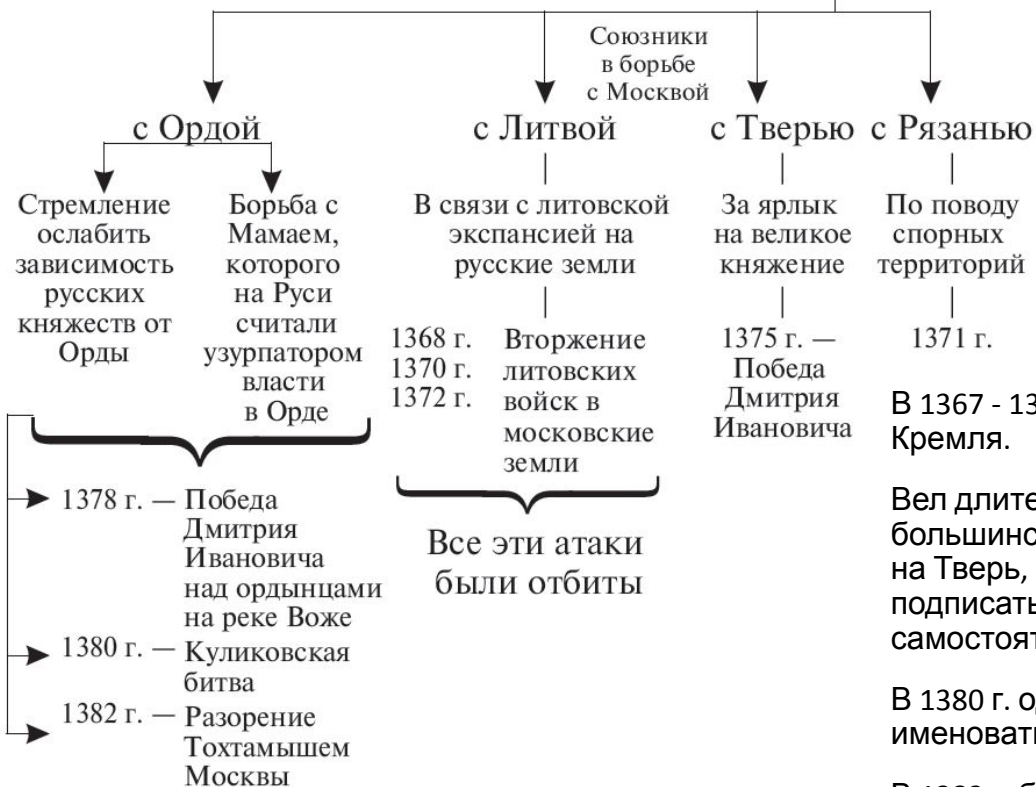 Союзники
в борьбе
с Москвой
с Ордой
Стремление
ослабить
зависимость
русских
княжеств от
Орды
Борьба с
Мамаем,
которого
на Руси
считали
узурпатором
власти
в Орде
1378 г. — Победа
Дмитрия
Ивановича
над ордынцами
на реке Воже
1380 г. — Куликовская
битва
1382 г. — Разорение
Тохтамышем
Москвы
с Литвой
В связи с литовской
экспансией на
русские земли
1368 г. Вторжение
1370 г. литовских
1372 г. войск в
московские
земли
Все эти атаки
были отбиты
с Тверью
За ярлык
на великое
княжение
1375 г. —
Победа
Дмитрия
Ивановича
с Рязанью
По поводу
спорных
территорий
1371 г.
В 1367 - 13
Кремля.
Вел длите
большинс
на Тверь,
подписать
самостоят
В 1380 г. о
именоват